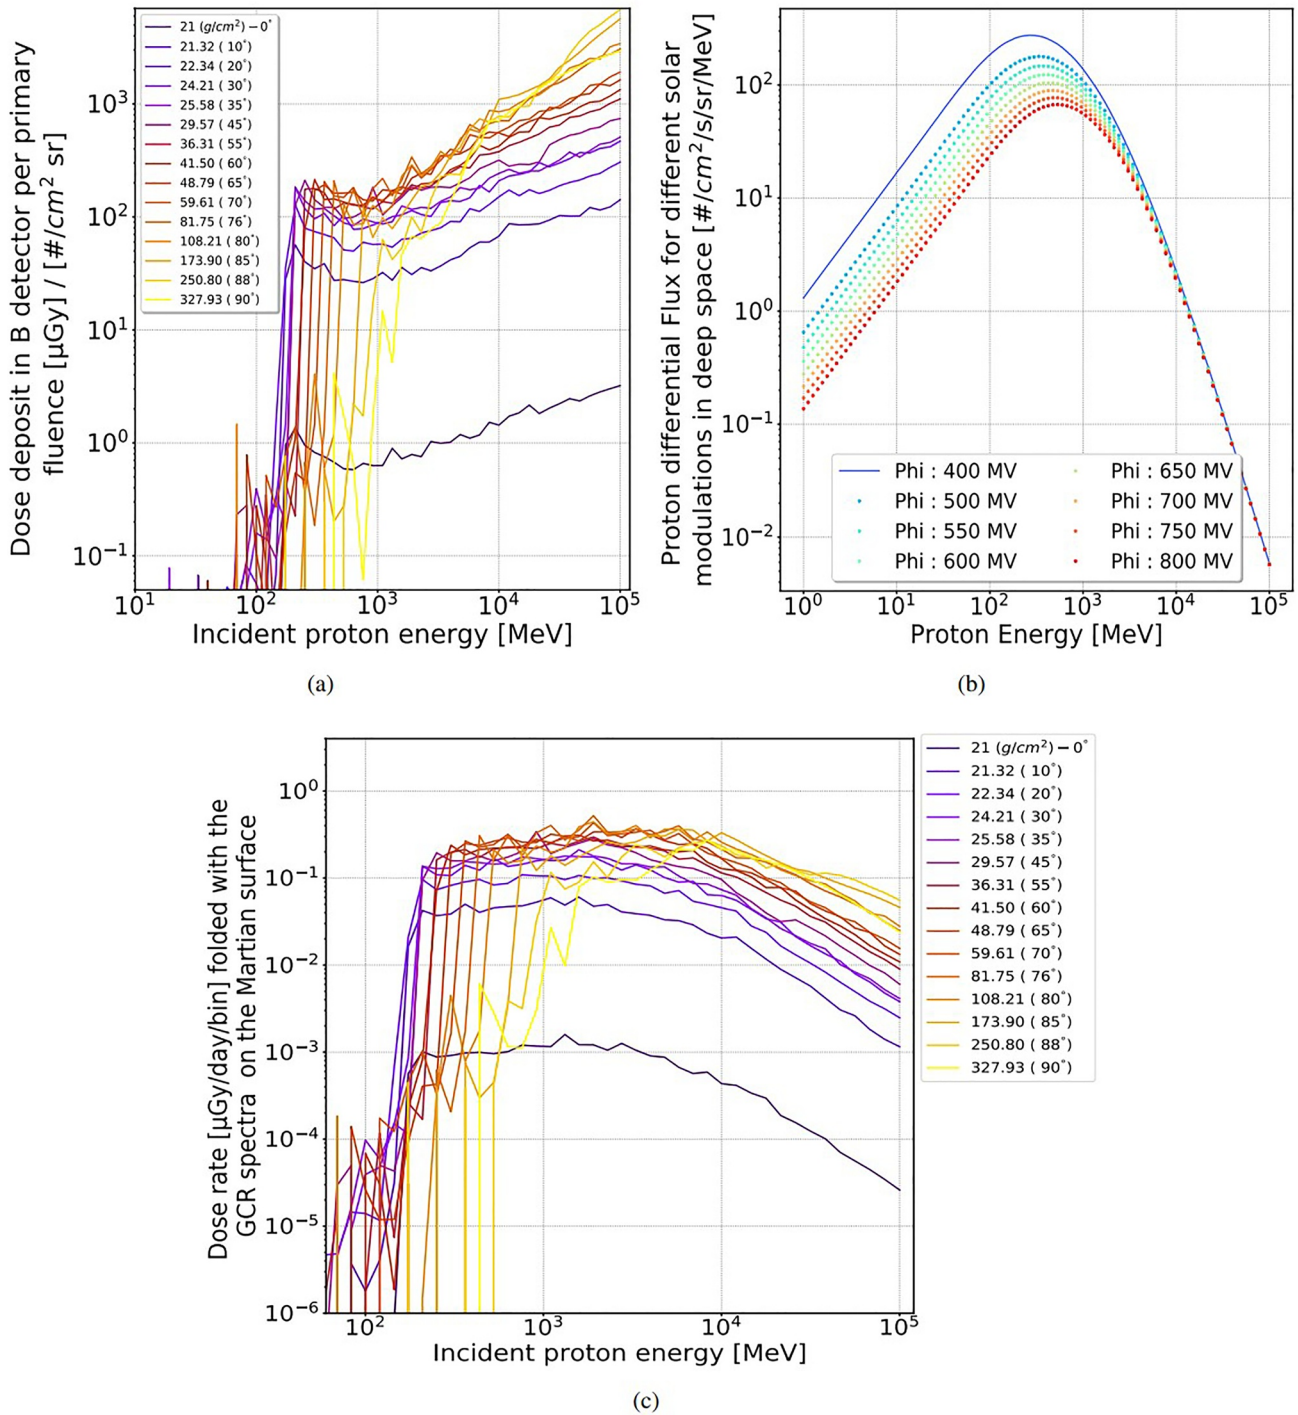 Dose deposit in B detector per primary
fluence [μGy] / [#/cm² sr]
10³
10²
10¹
10⁰
10⁻¹
21 (g/cm²) − 0°
21.32 ( 10°)
22.34 ( 20°)
24.21 ( 30°)
25.58 ( 35°)
29.57 ( 45°)
36.31 ( 55°)
41.50 ( 60°)
48.79 ( 65°)
59.61 ( 70°)
81.75 ( 76°)
108.21 ( 80°)
173.90 ( 85°)
250.80 ( 88°)
327.93 ( 90°)
10¹ 10² 10³ 10⁴ 10⁵
Incident proton energy [MeV]
(a)
Proton differential Flux for different solar
modulations in deep space [#/cm²/s/sr/MeV]
10²
10¹
10⁰
10⁻¹
10⁻²
Phi : 400 MV
Phi : 500 MV
Phi : 550 MV
Phi : 600 MV
Phi : 650 MV
Phi : 700 MV
Phi : 750 MV
Phi : 800 MV
10⁰ 10¹ 10² 10³ 10⁴ 10⁵
Proton Energy [MeV]
(b)
Dose rate [μGy/day/bin] folded with the
GCR spectra on the Martian surface
10⁰
10⁻¹
10⁻²
10⁻³
10⁻⁴
10⁻⁵
10⁻⁶
10² 10³ 10⁴ 10⁵
Incident proton energy [MeV]
21 (g/cm²) − 0°
21.32 ( 10°)
22.34 ( 20°)
24.21 ( 30°)
25.58 ( 35°)
29.57 ( 45°)
36.31 ( 55°)
41.50 ( 60°)
48.79 ( 65°)
59.61 ( 70°)
81.75 ( 76°)
108.21 ( 80°)
173.90 ( 85°)
250.80 ( 88°)
327.93 ( 90°)
(c)